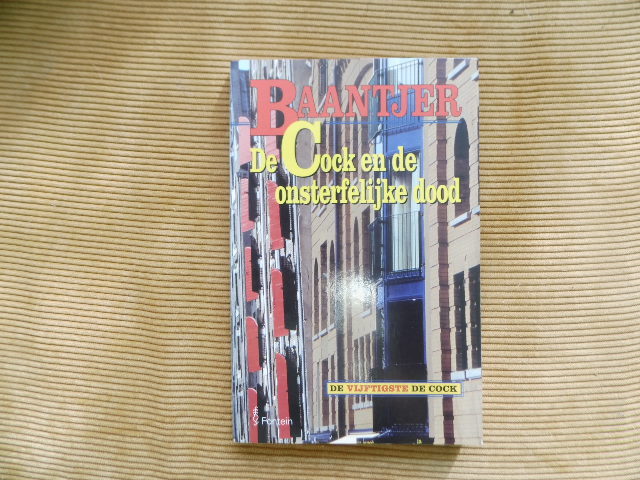 BAANTJER
De Cock en de
onsterfelijke dood
DE VIJFTIGSTE DE COCK
Fontein